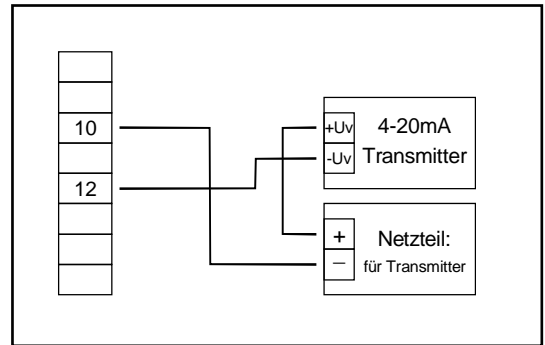 10
12
+Uv
-Uv
4-20mA
Transmitter
+
−
Netzteil:
für Transmitter